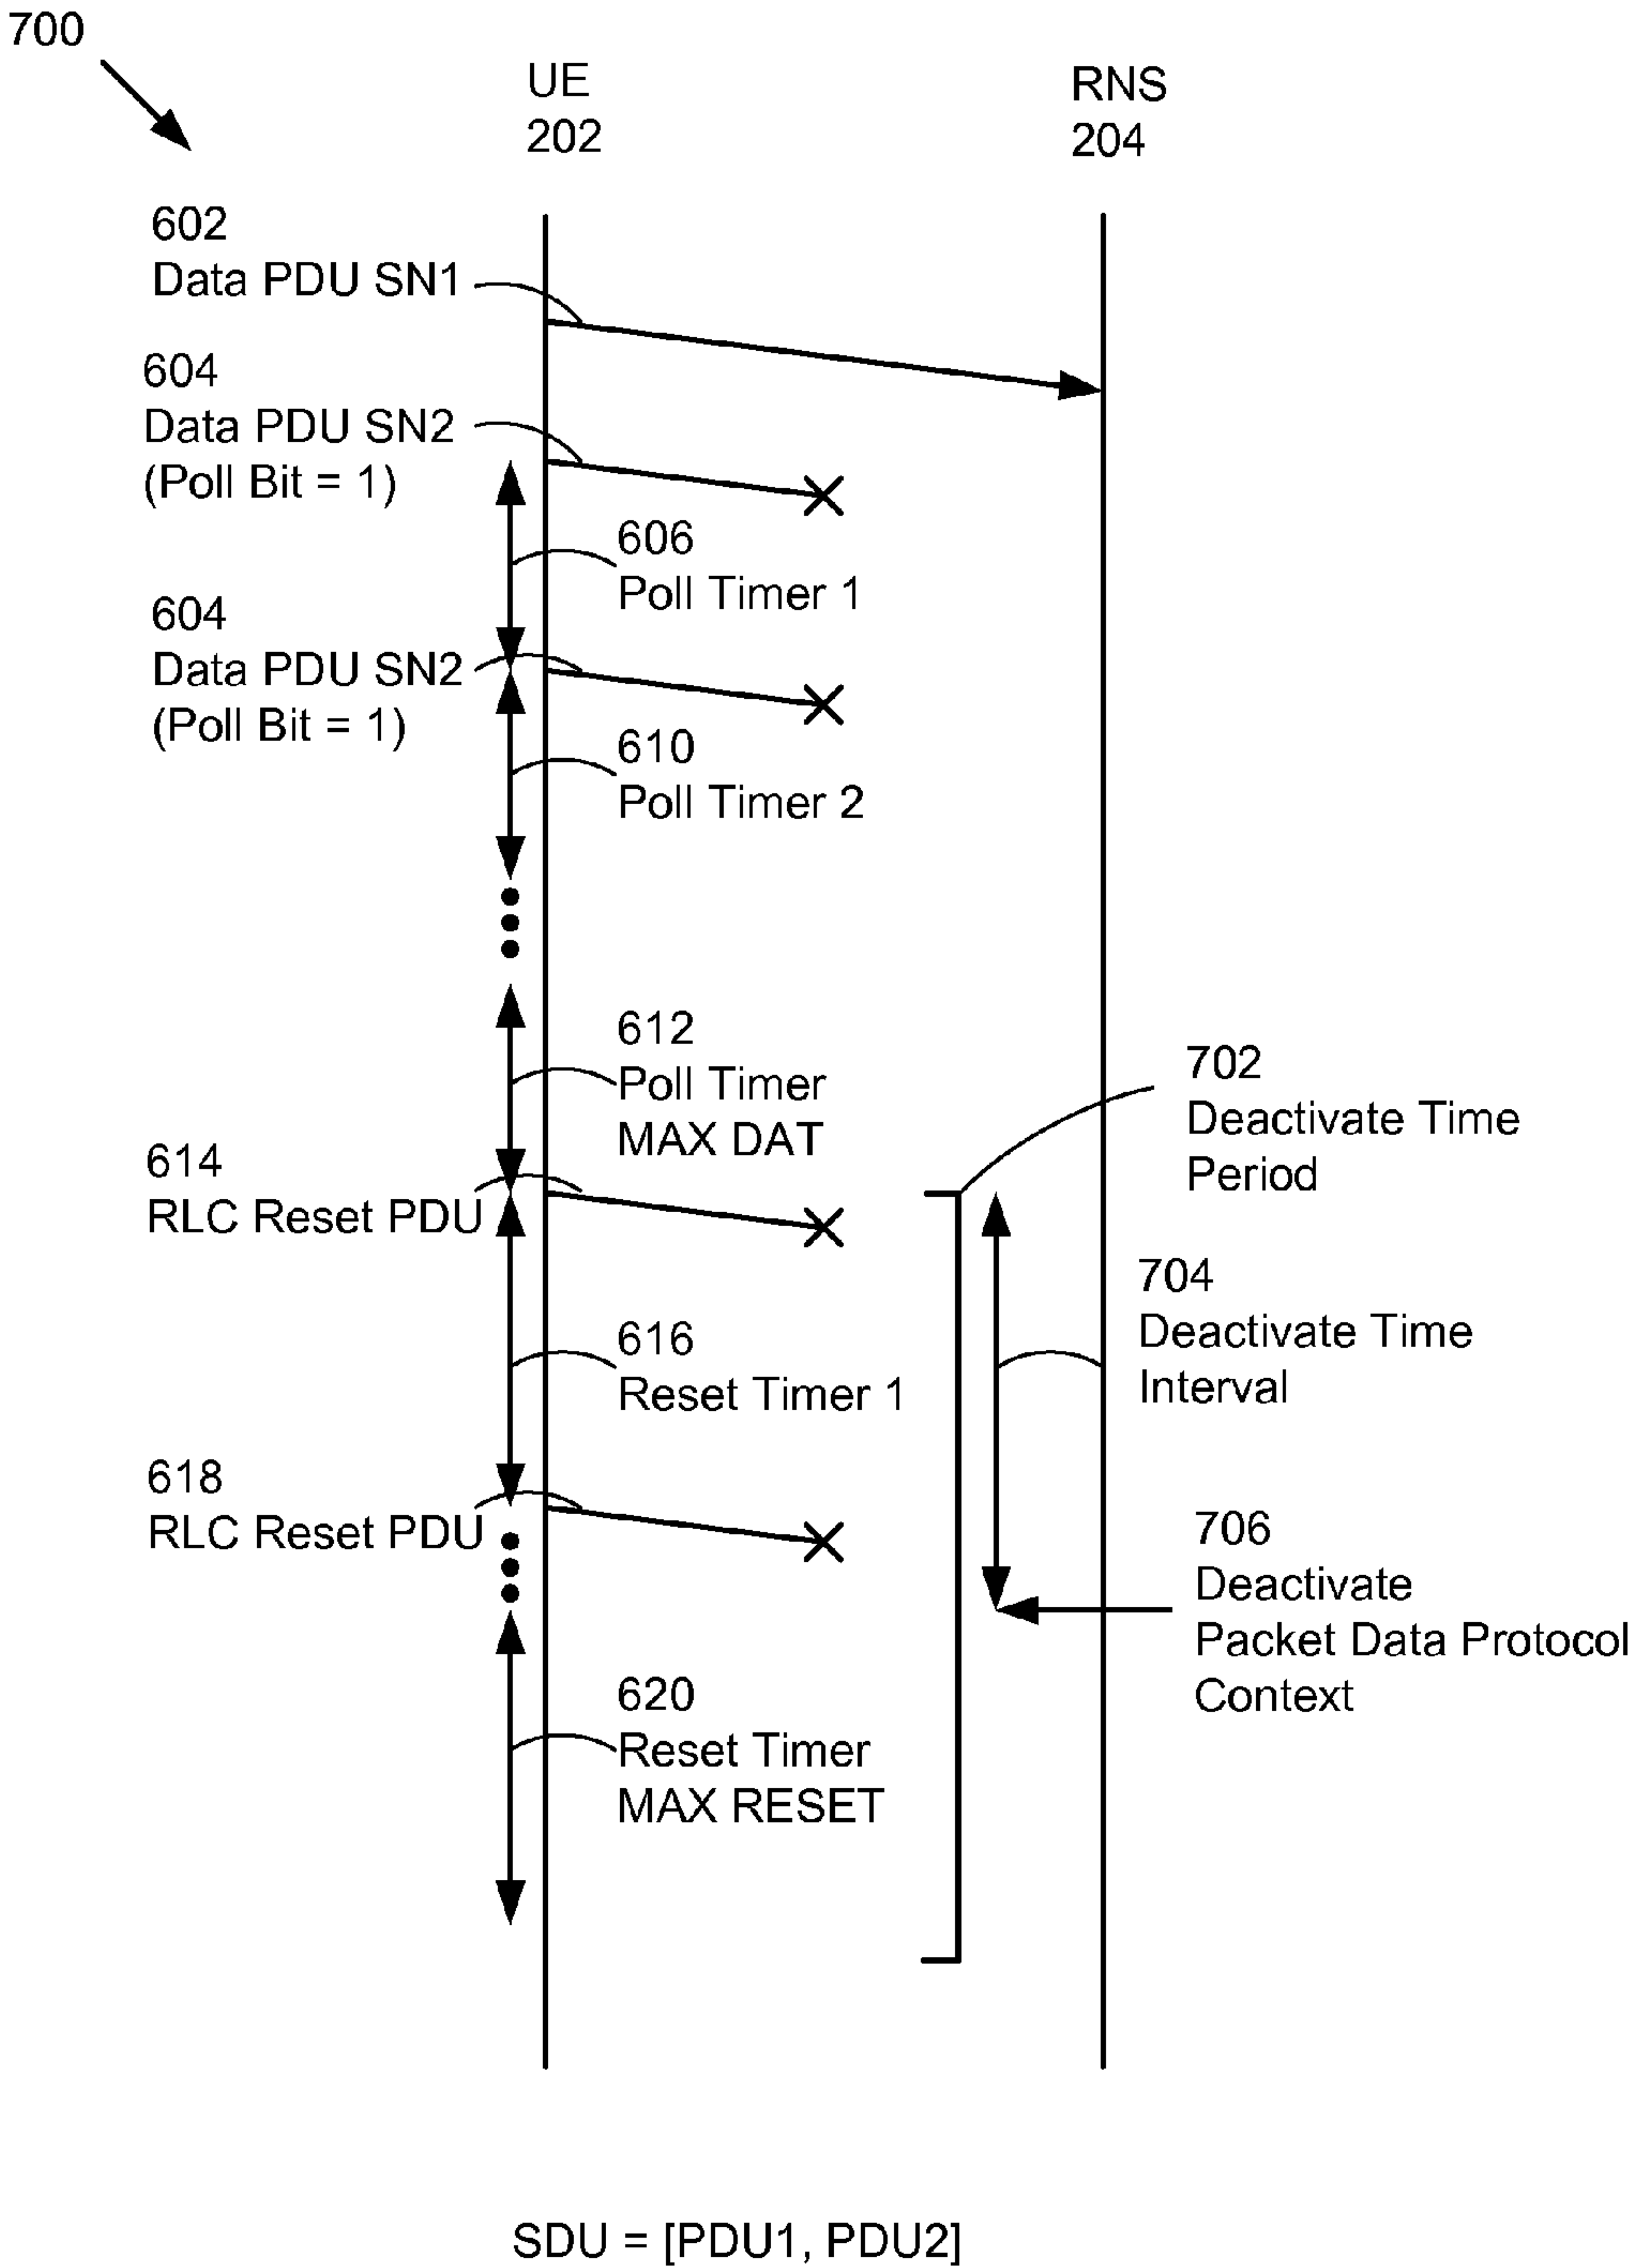 700
UE
202
RNS
204
602
Data PDU SN1
604
Data PDU SN2
(Poll Bit = 1)
606
Poll Timer 1
604
Data PDU SN2
(Poll Bit = 1)
610
Poll Timer 2
612
Poll Timer
MAX DAT
702
Deactivate Time
Period
614
RLC Reset PDU
704
Deactivate Time
Interval
616
Reset Timer 1
618
RLC Reset PDU
706
Deactivate
Packet Data Protocol
Context
620
Reset Timer
MAX RESET
SDU = [PDU1, PDU2]